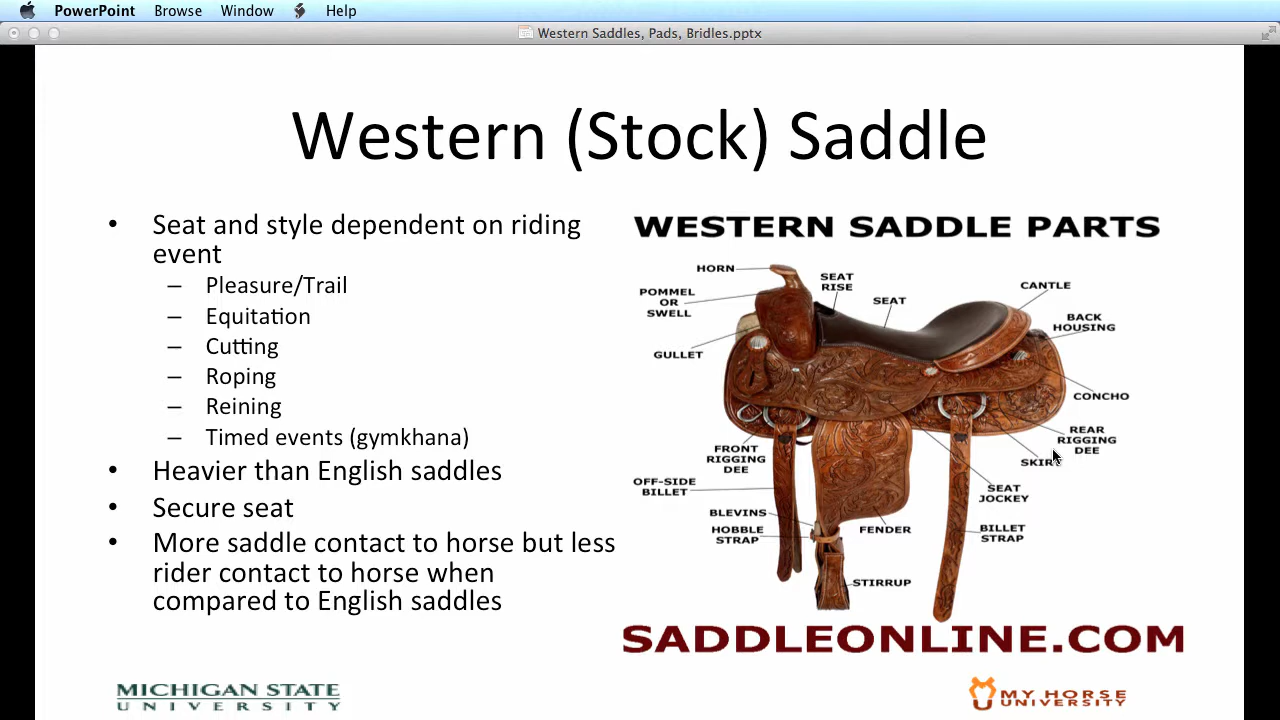 PowerPoint Browse Window Help
Western Saddles, Pads, Bridles.pptx
Western (Stock) Saddle
• Seat and style dependent on riding
event
– Pleasure/Trail
– Equitation
– Cutting
– Roping
– Reining
– Timed events (gymkhana)
• Heavier than English saddles
• Secure seat
• More saddle contact to horse but less
rider contact to horse when
compared to English saddles
WESTERN SADDLE PARTS
HORN
SEAT
RISE
POMMEL
OR
SWELL
SEAT
CANTLE
BACK
HOUSING
GULLET
CONCHO
FRONT
RIGGING
DEE
REAR
RIGGING
DEE
SKIRT
OFF-SIDE
BILLET
SEAT
JOCKEY
BLEVINS
HOBBLE
STRAP
FENDER
BILLET
STRAP
STIRRUP
SADDLEONLINE.COM
MICHIGAN STATE
UNIVERSITY
MY HORSE
UNIVERSITY